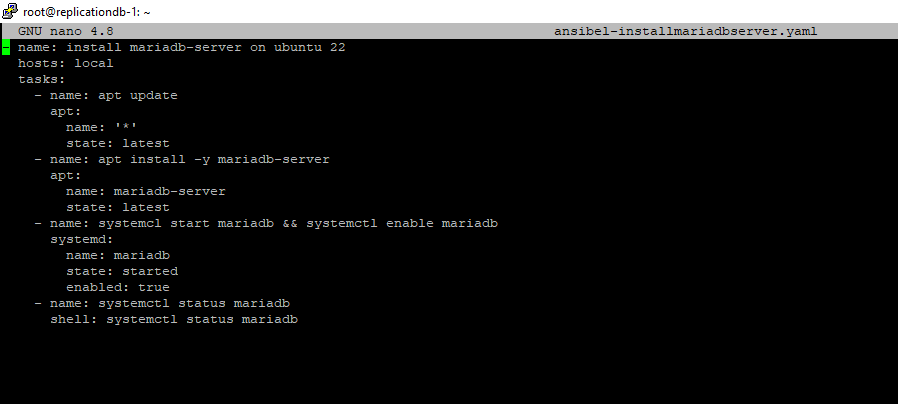 root@replicationdb-1: ~
GNU nano 4.8 ansibel-installmariadbserver.yaml
- name: install mariadb-server on ubuntu 22
  hosts: local
  tasks:
    - name: apt update
      apt:
        name: '*'
        state: latest
    - name: apt install -y mariadb-server
      apt:
        name: mariadb-server
        state: latest
    - name: systemcl start mariadb && systemctl enable mariadb
      systemd:
        name: mariadb
        state: started
        enabled: true
    - name: systemctl status mariadb
      shell: systemctl status mariadb